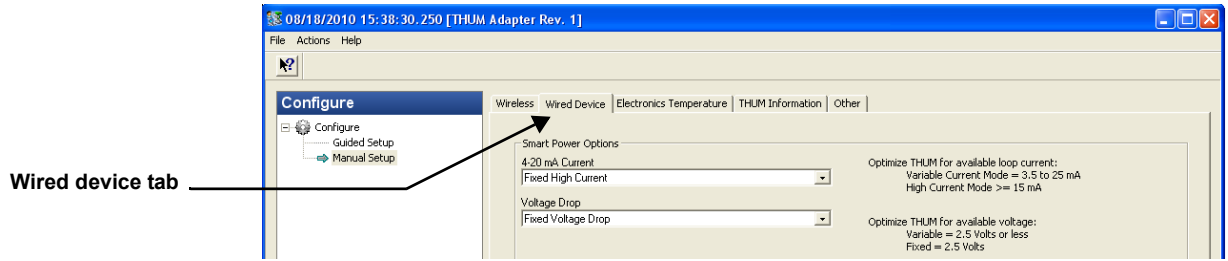 08/18/2010 15:38:30.250 [THUM Adapter Rev. 1]
File Actions Help
Configure
Configure
Guided Setup
Manual Setup
Wired device tab
Wireless Wired Device Electronics Temperature THUM Information Other
Smart Power Options
4-20 mA Current
Fixed High Current
Optimize THUM for available loop current:
Variable Current Mode = 3.5 to 25 mA
High Current Mode >= 15 mA
Voltage Drop
Fixed Voltage Drop
Optimize THUM for available voltage:
Variable = 2.5 Volts or less
Fixed = 2.5 Volts